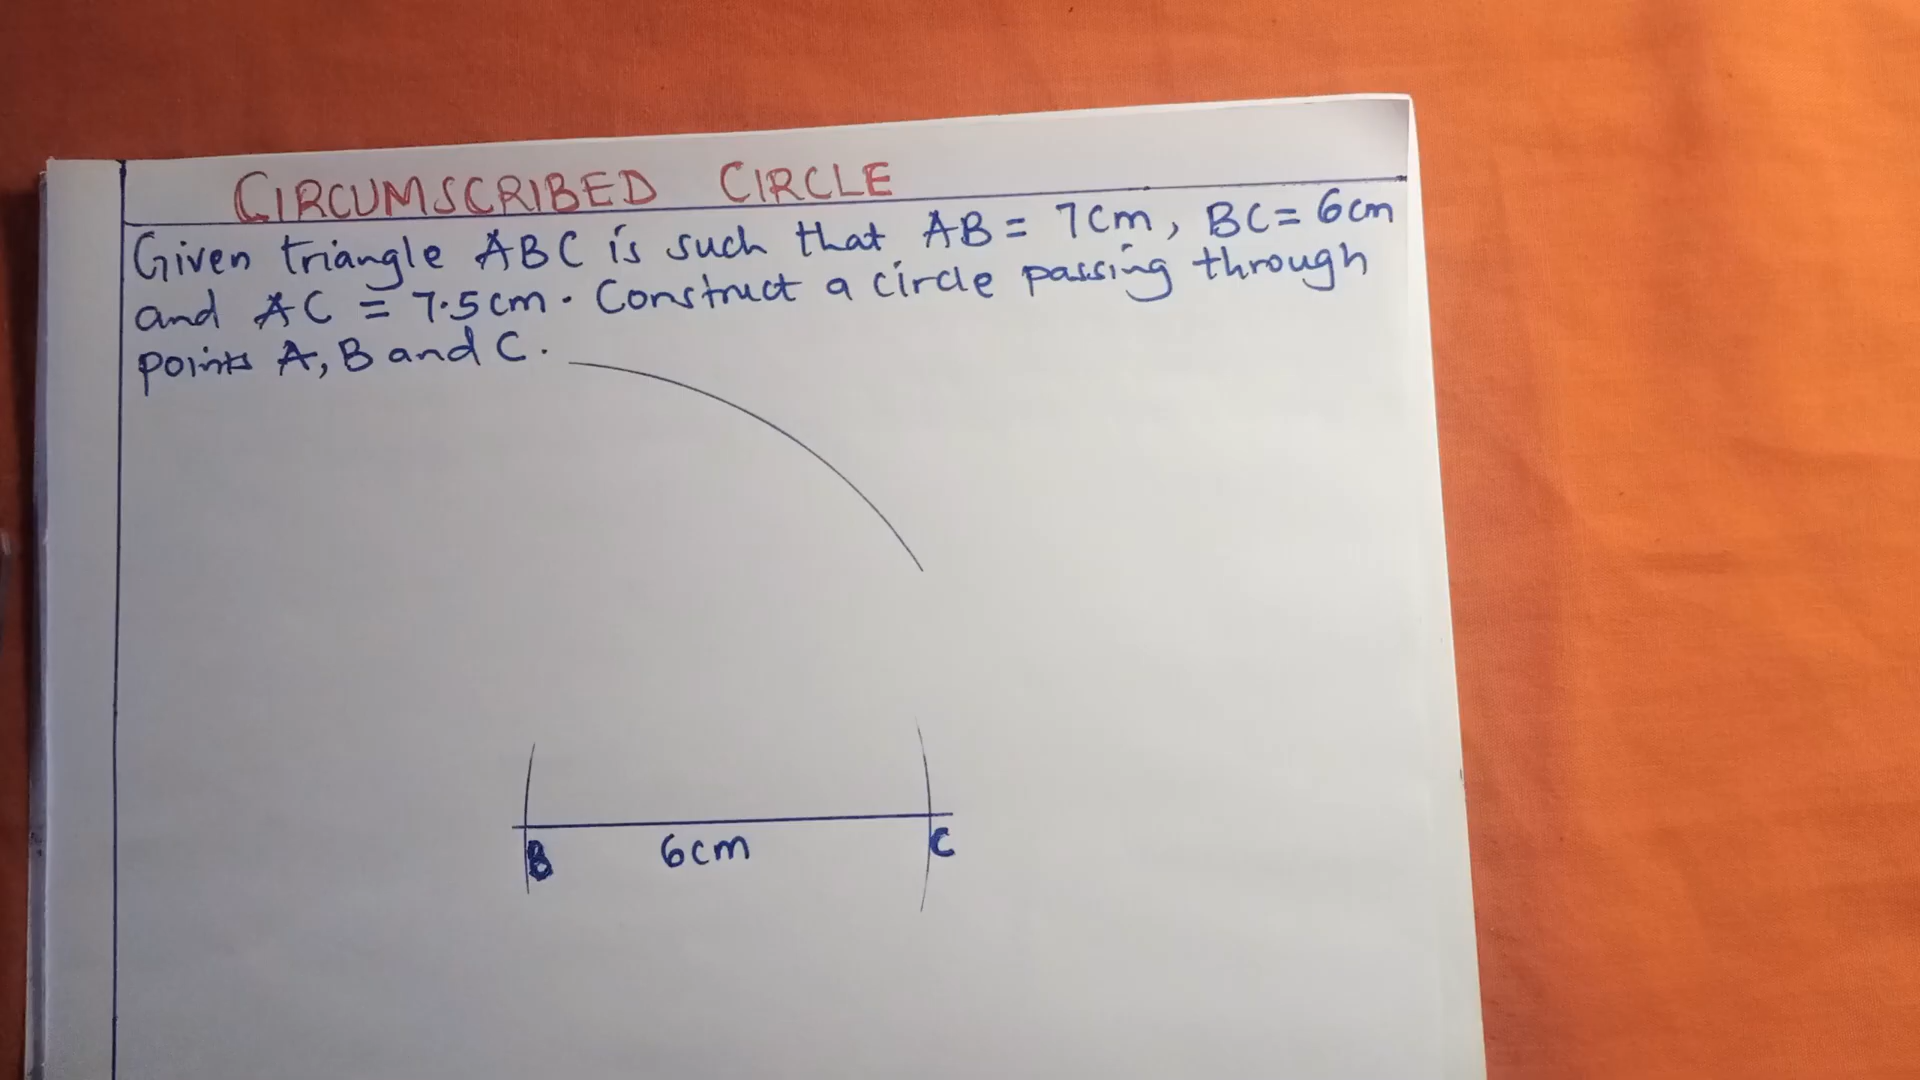 CIRCUMSCRIBED CIRCLE
Given triangle ABC is such that AB = 7cm, BC = 6cm
and AC = 7.5cm. Construct a circle passing through
points A, B and C.
B 6cm C